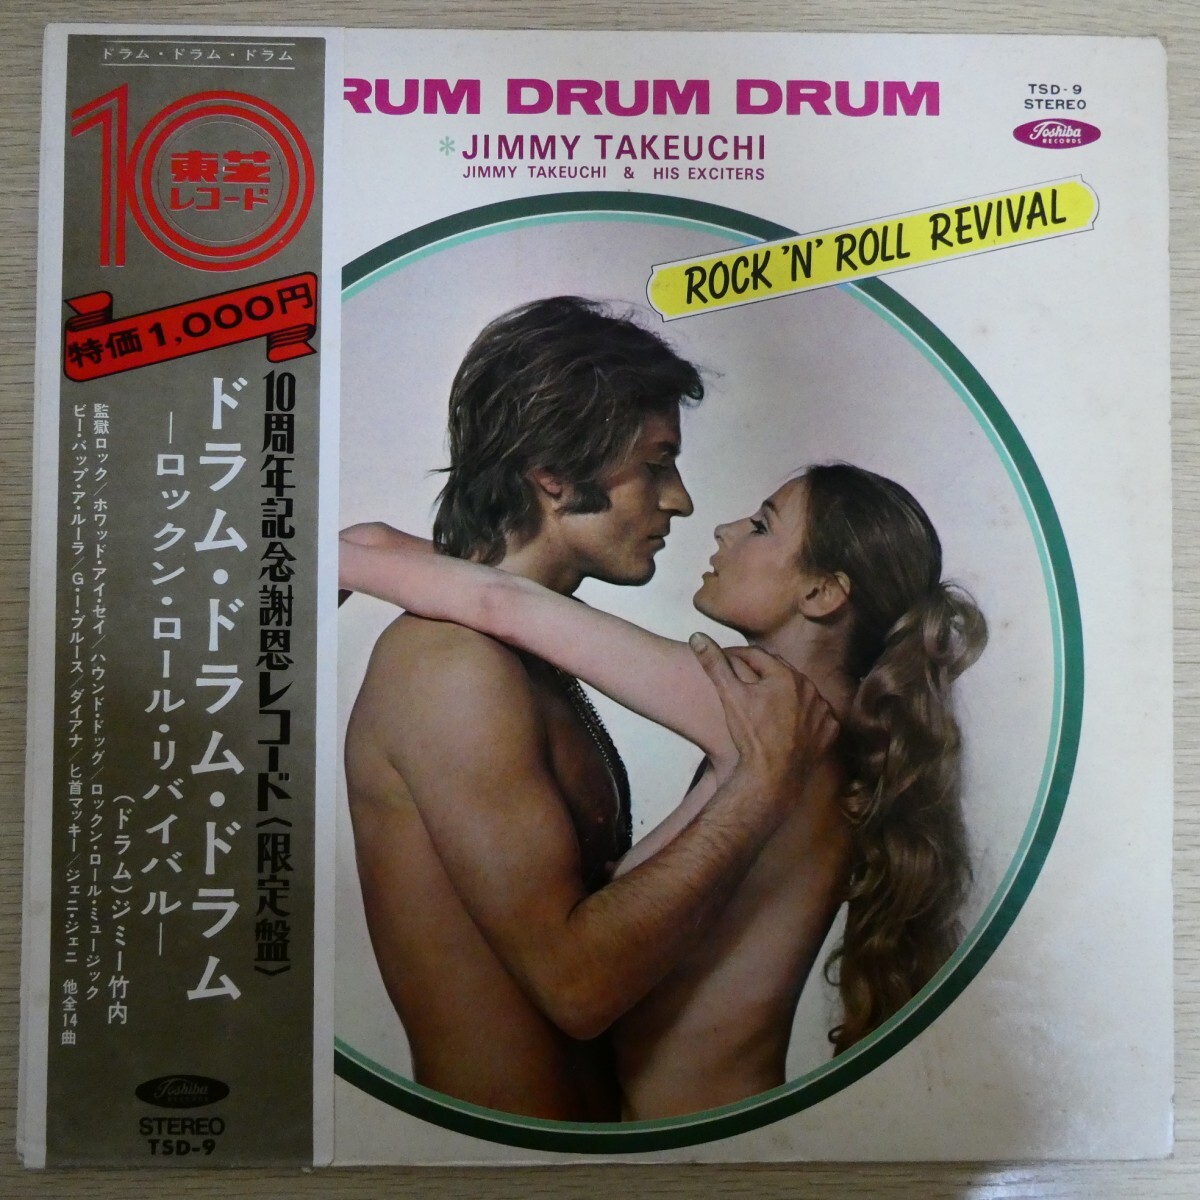 ドラム・ドラム・ドラム
10
東芝
レコード
特価1,000円
10周年記念謝恩レコード〈限定盤〉
ドラム・ドラム・ドラム
―ロックン・ロール・リバイバル―
(ドラム)ジミー竹内
監獄ロック/ホワッド・アイ・セイ/ハウンド・ドッグ/ロックン・ロール・ミュージック
ビー・バップ・ア・ルーラ/G・I・ブルース/ダイアナ/匕首マッキー/ジェニ・ジェニ 他全14曲
Toshiba
RECORDS
STEREO
TSD-9
RUM DRUM DRUM
*JIMMY TAKEUCHI
JIMMY TAKEUCHI & HIS EXCITERS
TSD-9
STEREO
Toshiba
RECORDS
ROCK 'N' ROLL REVIVAL